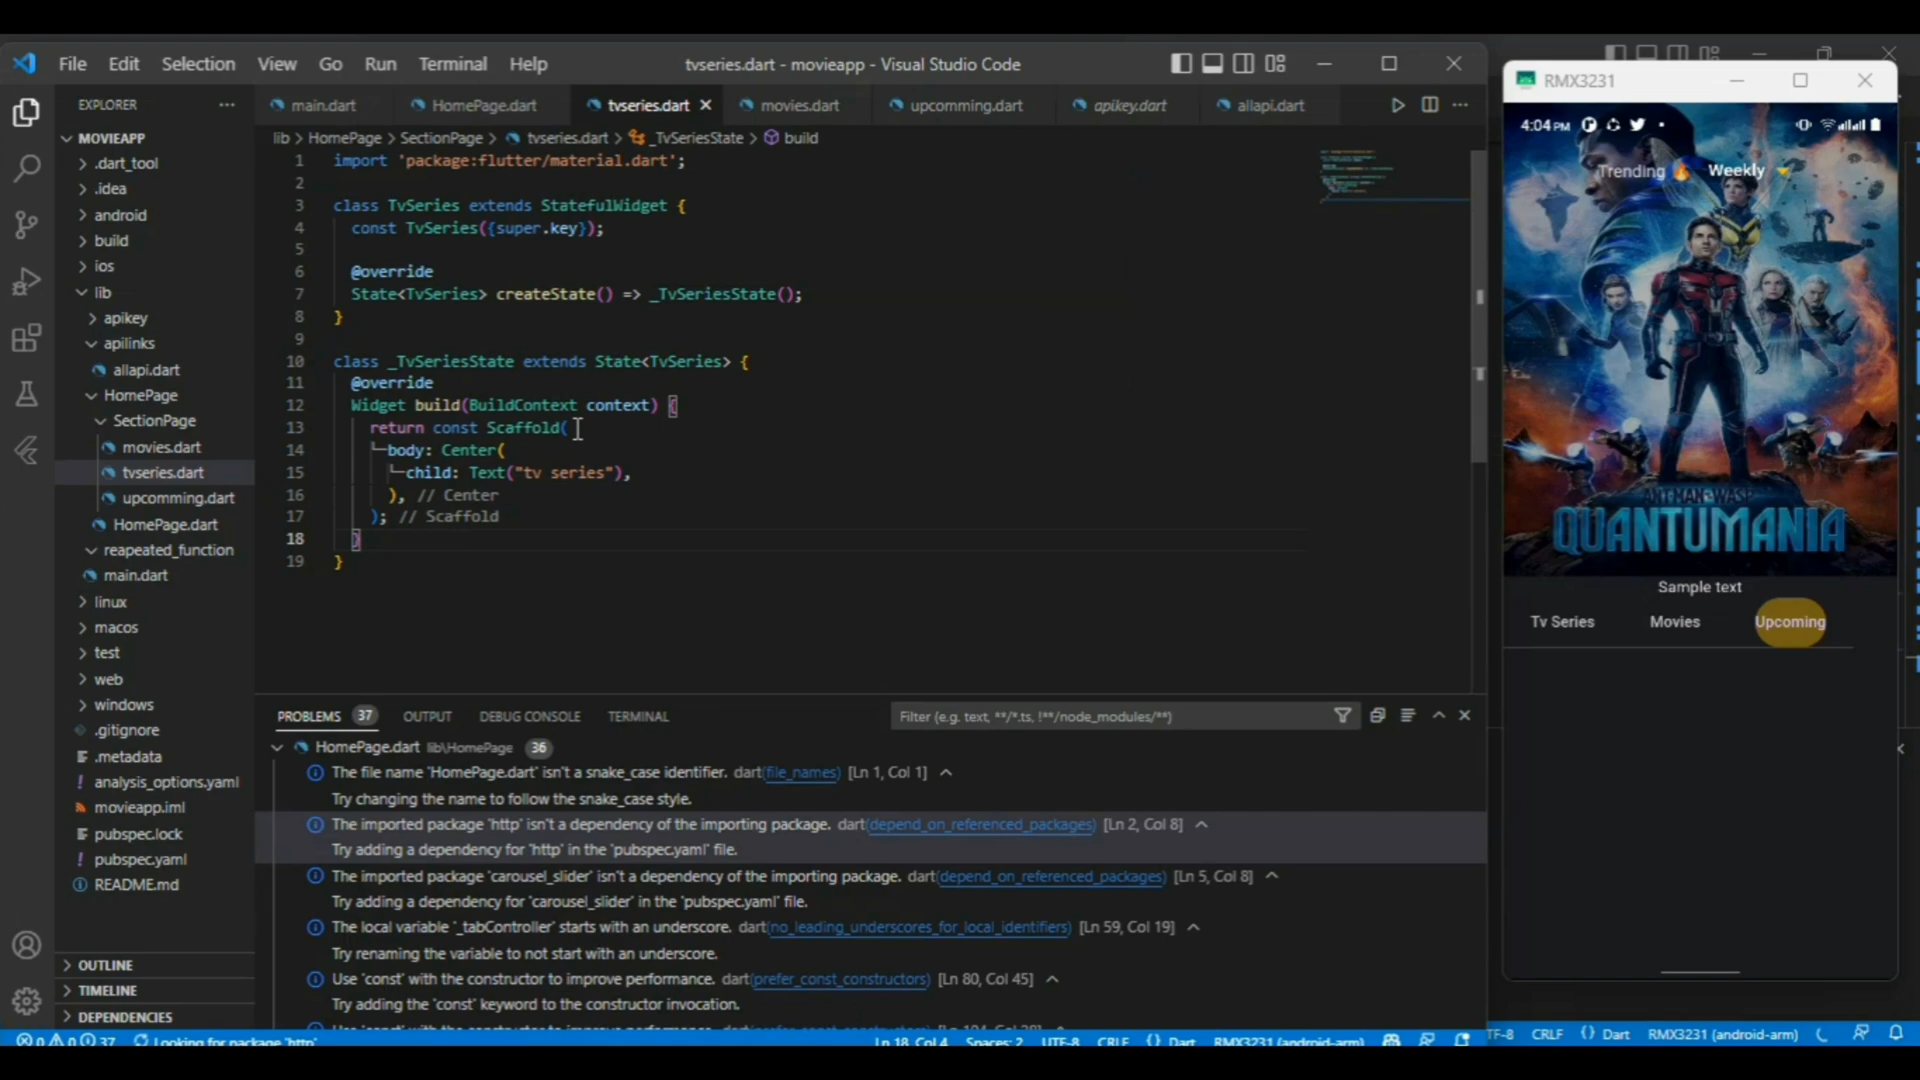 File Edit Selection View Go Run Terminal Help
tvseries.dart - movieapp - Visual Studio Code
EXPLORER
MOVIEAPP
.dart_tool
.idea
android
build
ios
lib
apikey
apilinks
allapi.dart
HomePage
SectionPage
movies.dart
tvseries.dart
upcomming.dart
HomePage.dart
reapeated_function
main.dart
linux
macos
test
web
windows
.gitignore
.metadata
analysis_options.yaml
movieapp.iml
pubspec.lock
pubspec.yaml
README.md
OUTLINE
TIMELINE
DEPENDENCIES
main.dart HomePage.dart tvseries.dart movies.dart upcomming.dart apikey.dart allapi.dart
lib > HomePage > SectionPage > tvseries.dart > _TvSeriesState > build
1 import 'package:flutter/material.dart';
2
3 class TvSeries extends StatefulWidget {
4 const TvSeries({super.key});
5
6 @override
7 State<TvSeries> createState() => _TvSeriesState();
8 }
9
10 class _TvSeriesState extends State<TvSeries> {
11 @override
12 Widget build(BuildContext context) {
13 return const Scaffold(
14 body: Center(
15 child: Text("tv series"),
16 ), // Center
17 ); // Scaffold
18 }
19 }
PROBLEMS 37 OUTPUT DEBUG CONSOLE TERMINAL
Filter (e.g. text, **/*.ts, !**/node_modules/**)
HomePage.dart lib\HomePage 36
The file name 'HomePage.dart' isn't a snake_case identifier. dart(file_names) [Ln 1, Col 1]
Try changing the name to follow the snake_case style.
The imported package 'http' isn't a dependency of the importing package. dart(depend_on_referenced_packages) [Ln 2, Col 8]
Try adding a dependency for 'http' in the 'pubspec.yaml' file.
The imported package 'carousel_slider' isn't a dependency of the importing package. dart(depend_on_referenced_packages) [Ln 5, Col 8]
Try adding a dependency for 'carousel_slider' in the 'pubspec.yaml' file.
The local variable '_tabController' starts with an underscore. dart(no_leading_underscores_for_local_identifiers) [Ln 59, Col 19]
Try renaming the variable to not start with an underscore.
Use 'const' with the constructor to improve performance. dart(prefer_const_constructors) [Ln 80, Col 45]
Try adding the 'const' keyword to the constructor invocation.
0 0 37 Looking for package 'http' Ln 18, Col 4 Spaces: 2 UTF-8 CRLF {} Dart RMX3231 (android-arm)
RMX3231
4:04 PM
Trending Weekly
ANT-MAN AND THE WASP
QUANTUMANIA
Sample text
Tv Series Movies Upcoming
TF-8 CRLF {} Dart RMX3231 (android-arm)